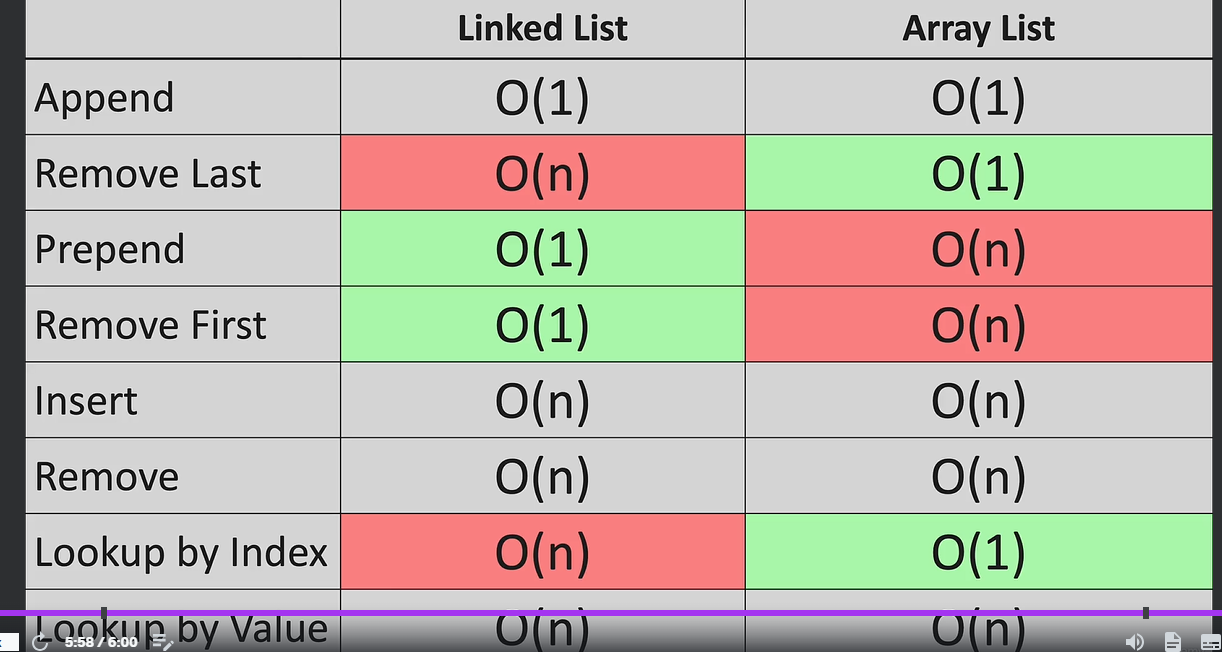 Linked List Array List
Append O(1) O(1)
Remove Last O(n) O(1)
Prepend O(1) O(n)
Remove First O(1) O(n)
Insert O(n) O(n)
Remove O(n) O(n)
Lookup by Index O(n) O(1)
Lookup by Value O(n) O(n)
5:58 / 6:00